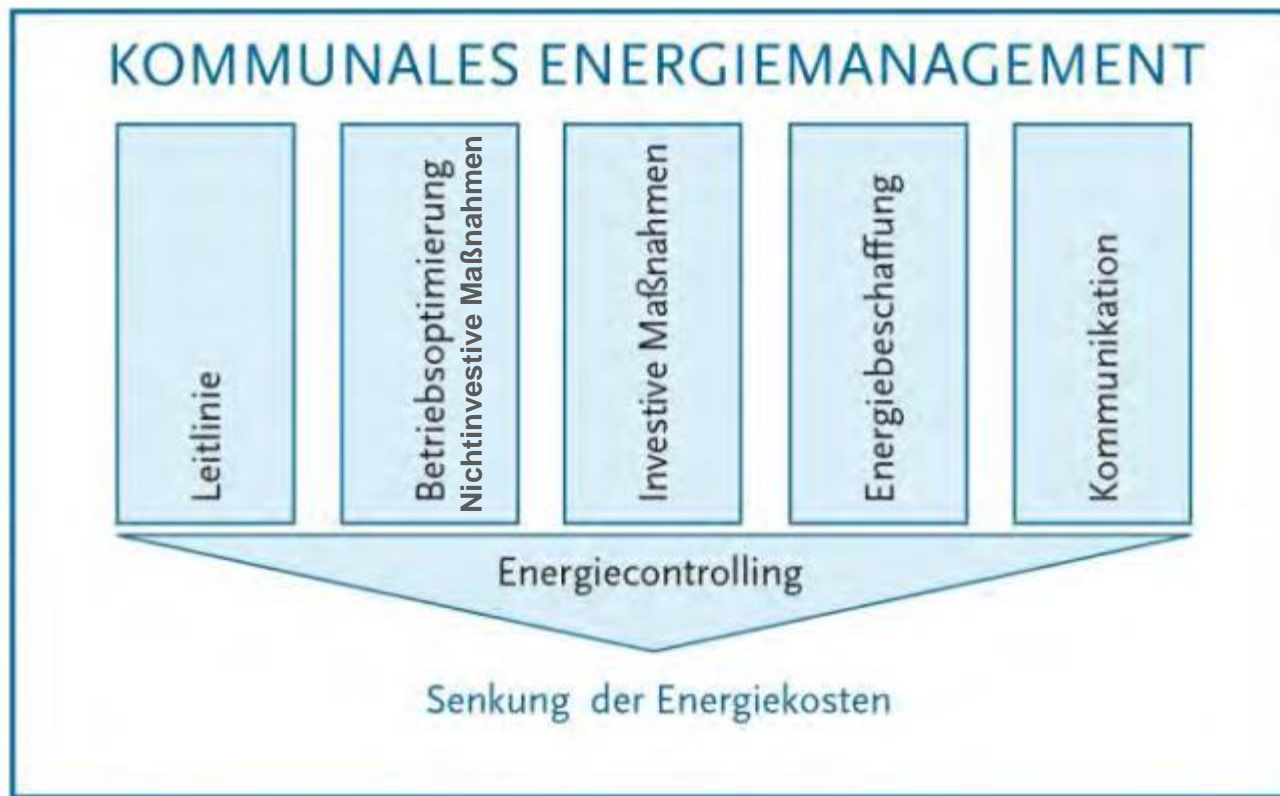 KOMMUNALES ENERGIEMANAGEMENT
Leitlinie
Betriebsoptimierung
Nichtinvestive Maßnahmen
Investive Maßnahmen
Energiebeschaffung
Kommunikation
Energiecontrolling
Senkung der Energiekosten